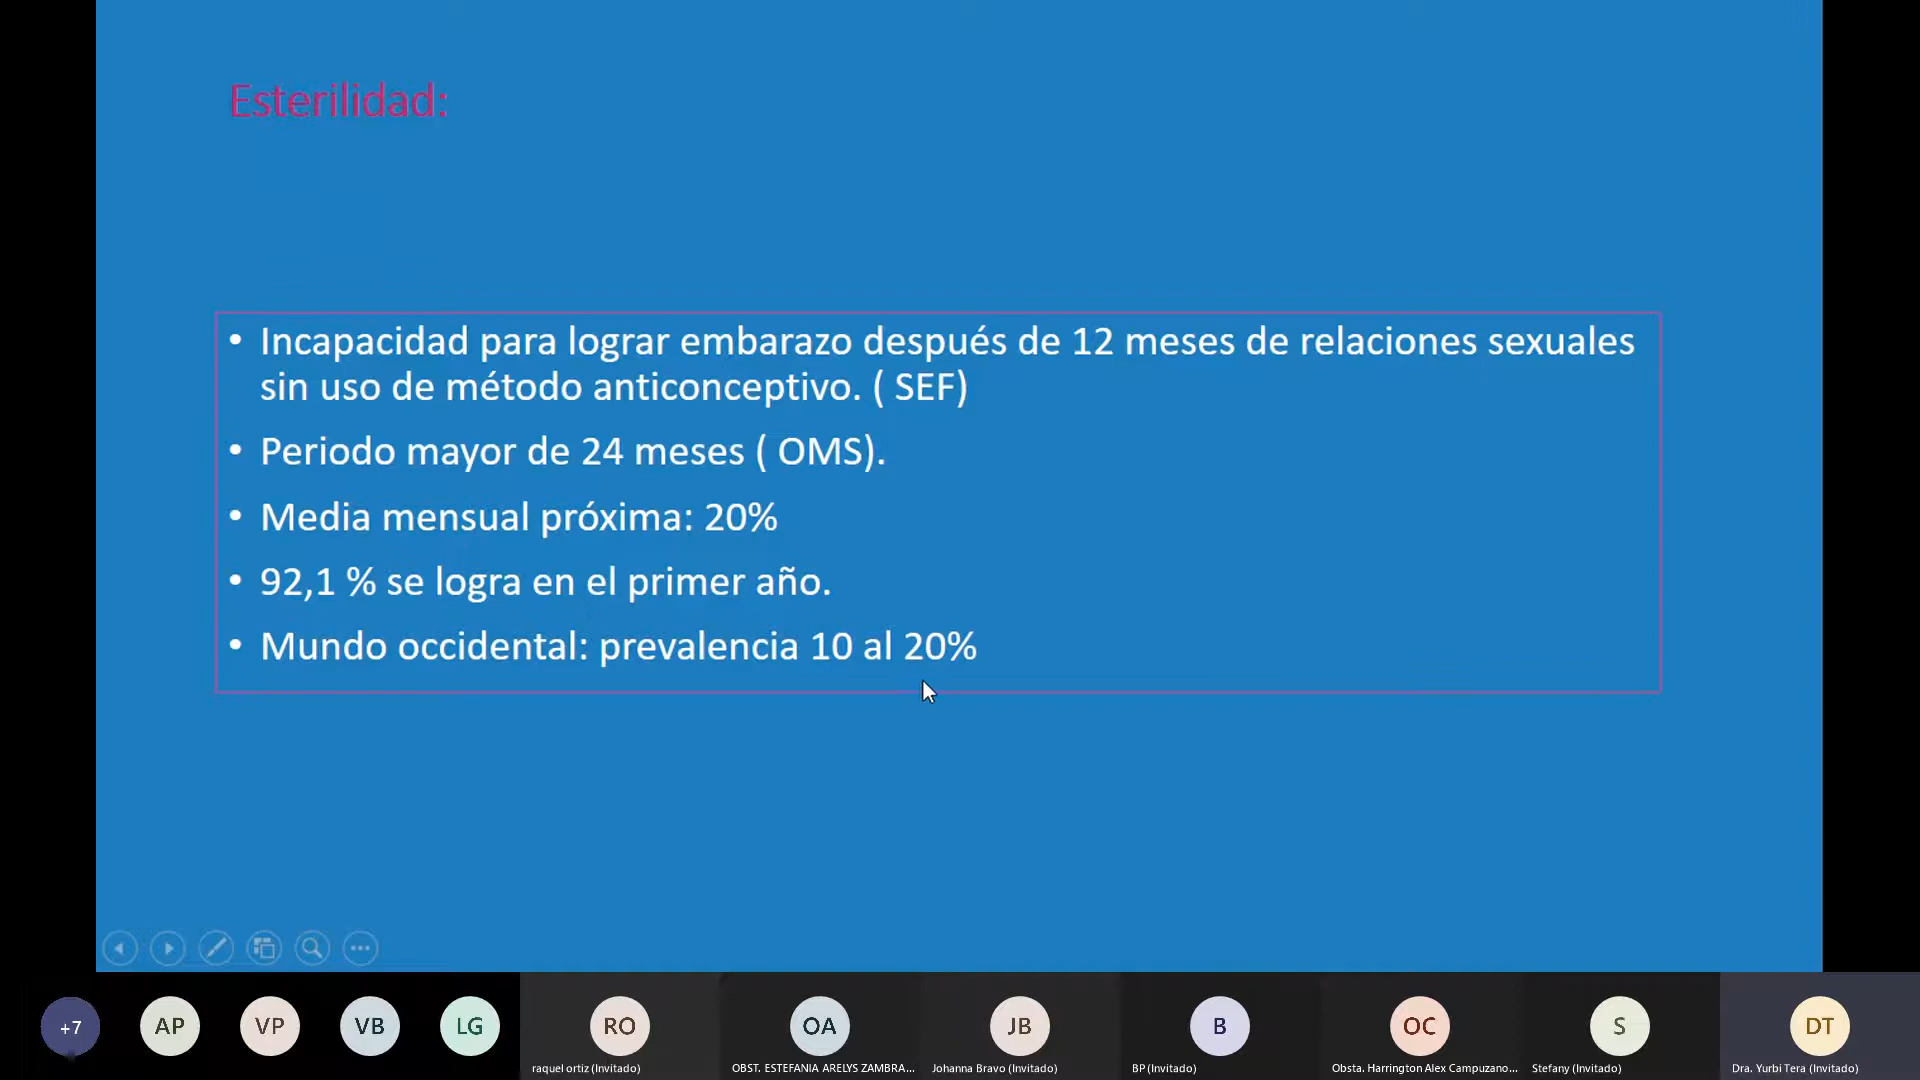 Esterilidad:
• Incapacidad para lograr embarazo después de 12 meses de relaciones sexuales
sin uso de método anticonceptivo. ( SEF)
• Periodo mayor de 24 meses ( OMS).
• Media mensual próxima: 20%
• 92,1 % se logra en el primer año.
• Mundo occidental: prevalencia 10 al 20%
+7
AP
VP
VB
LG
RO
OA
JB
B
OC
S
DT
raquel ortiz (Invitado)
OBST. ESTEFANIA ARELYS ZAMBRA...
Johanna Bravo (Invitado)
BP (Invitado)
Obsta. Harrington Alex Campuzano...
Stefany (Invitado)
Dra. Yurbi Tera (Invitado)